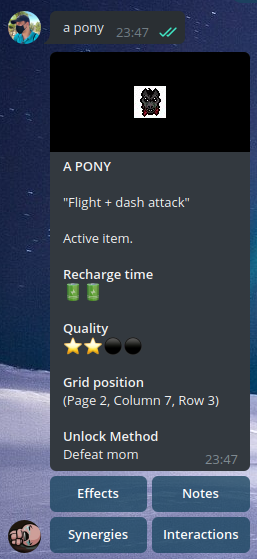 a pony 23:47
A PONY
"Flight + dash attack"
Active item.
Recharge time
Quality
Grid position
(Page 2, Column 7, Row 3)
Unlock Method
Defeat mom 23:47
Effects Notes
Synergies Interactions